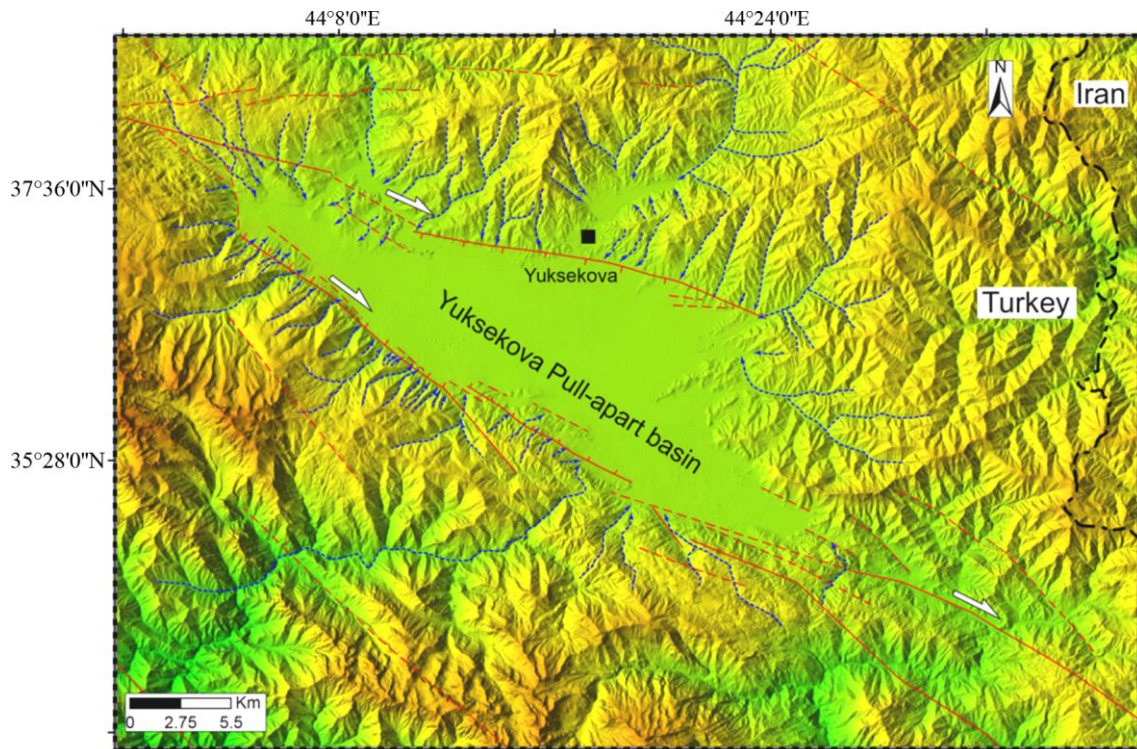 44°8'0"E
44°24'0"E
N
Iran
37°36'0"N
Yuksekova
Turkey
Yuksekova Pull-apart basin
35°28'0"N
Km
0 2.75 5.5